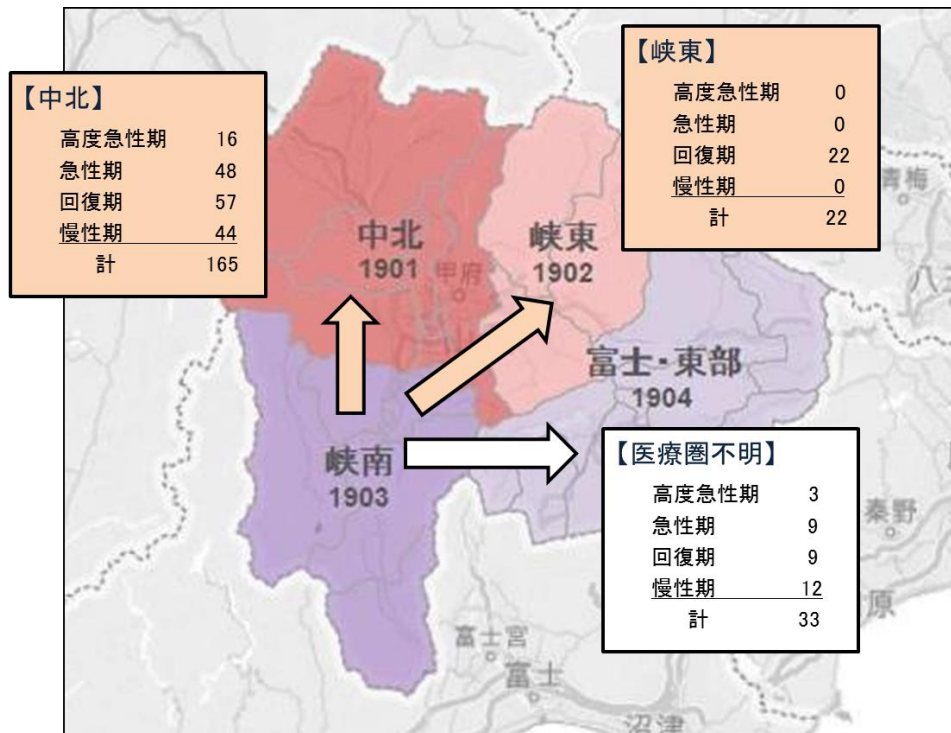 【中北】
高度急性期 16
急性期 48
回復期 57
慢性期 44
計 165
【峡東】
高度急性期 0
急性期 0
回復期 22
慢性期 0
計 22
青梅
八
中北
1901
甲府
峡東
1902
富士・東部
1904
峡南
1903
【医療圏不明】
高度急性期 3
急性期 9
回復期 9
慢性期 12
計 33
秦野
原
富士宮
富士
沼津